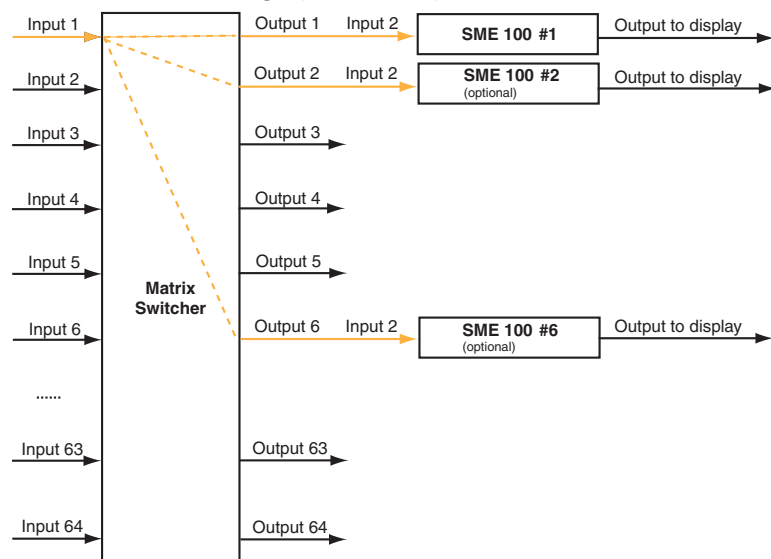 Input 1
Output 1 Input 2
SME 100 #1
Output to display
Input 2
Output 2 Input 2
SME 100 #2
(optional)
Output to display
Input 3
Output 3
Input 4
Output 4
Input 5
Output 5
Matrix
Switcher
Input 6
Output 6 Input 2
SME 100 #6
(optional)
Output to display
......
Input 63
Output 63
Input 64
Output 64